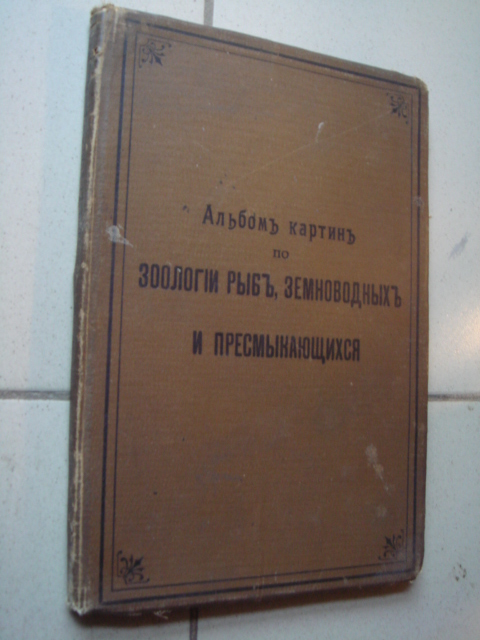 Альбомъ картинъ
по
ЗООЛОГІИ РЫБЪ, ЗЕМНОВОДНЫХЪ
И ПРЕСМЫКАЮЩИХСЯ